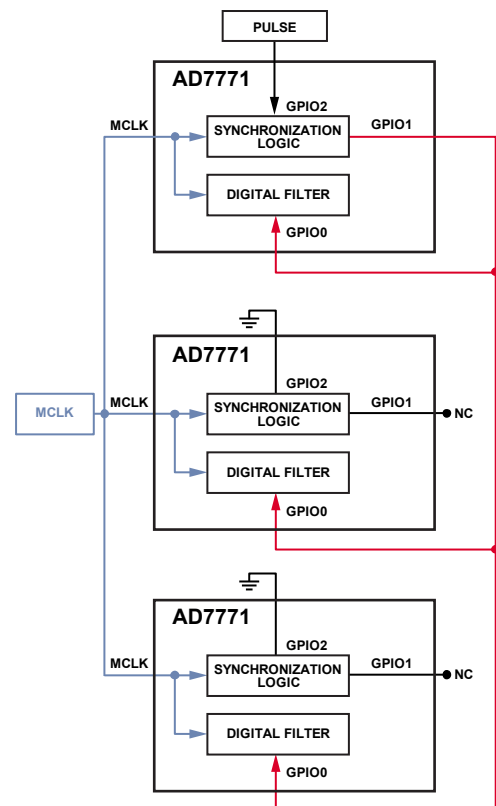 PULSE
AD7771
GPIO2
MCLK
SYNCHRONIZATION
LOGIC
GPIO1
DIGITAL FILTER
GPIO0
AD7771
GPIO2
MCLK
MCLK
SYNCHRONIZATION
LOGIC
GPIO1
NC
DIGITAL FILTER
GPIO0
AD7771
GPIO2
MCLK
SYNCHRONIZATION
LOGIC
GPIO1
NC
DIGITAL FILTER
GPIO0